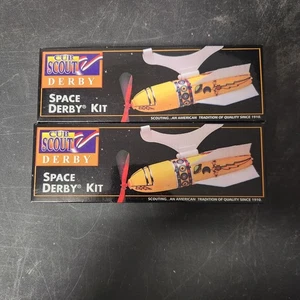 CUB
SCOUT
DERBY
SPACE
DERBY® KIT
SCOUTING...AN AMERICAN TRADITION OF QUALITY SINCE 1910.
CUB
SCOUT
DERBY
SPACE
DERBY® KIT
SCOUTING...AN AMERICAN TRADITION OF QUALITY SINCE 1910.